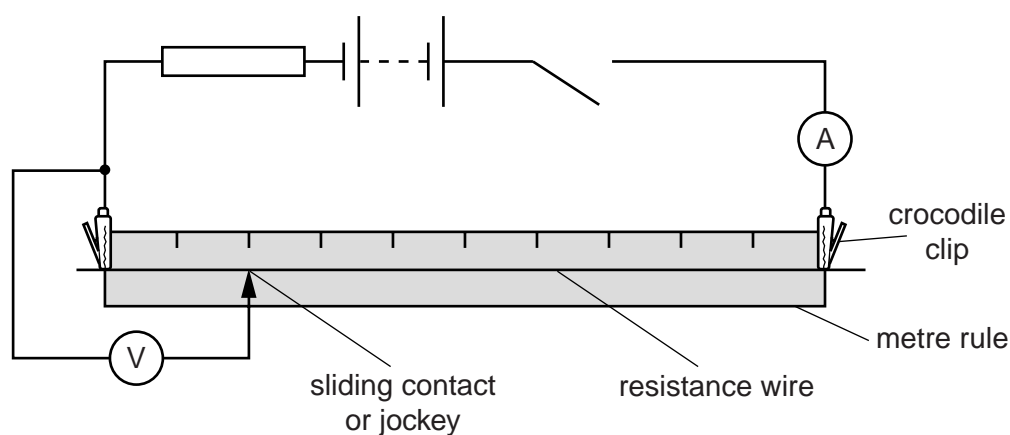 A
crocodile
clip
metre rule
V
sliding contact
or jockey
resistance wire